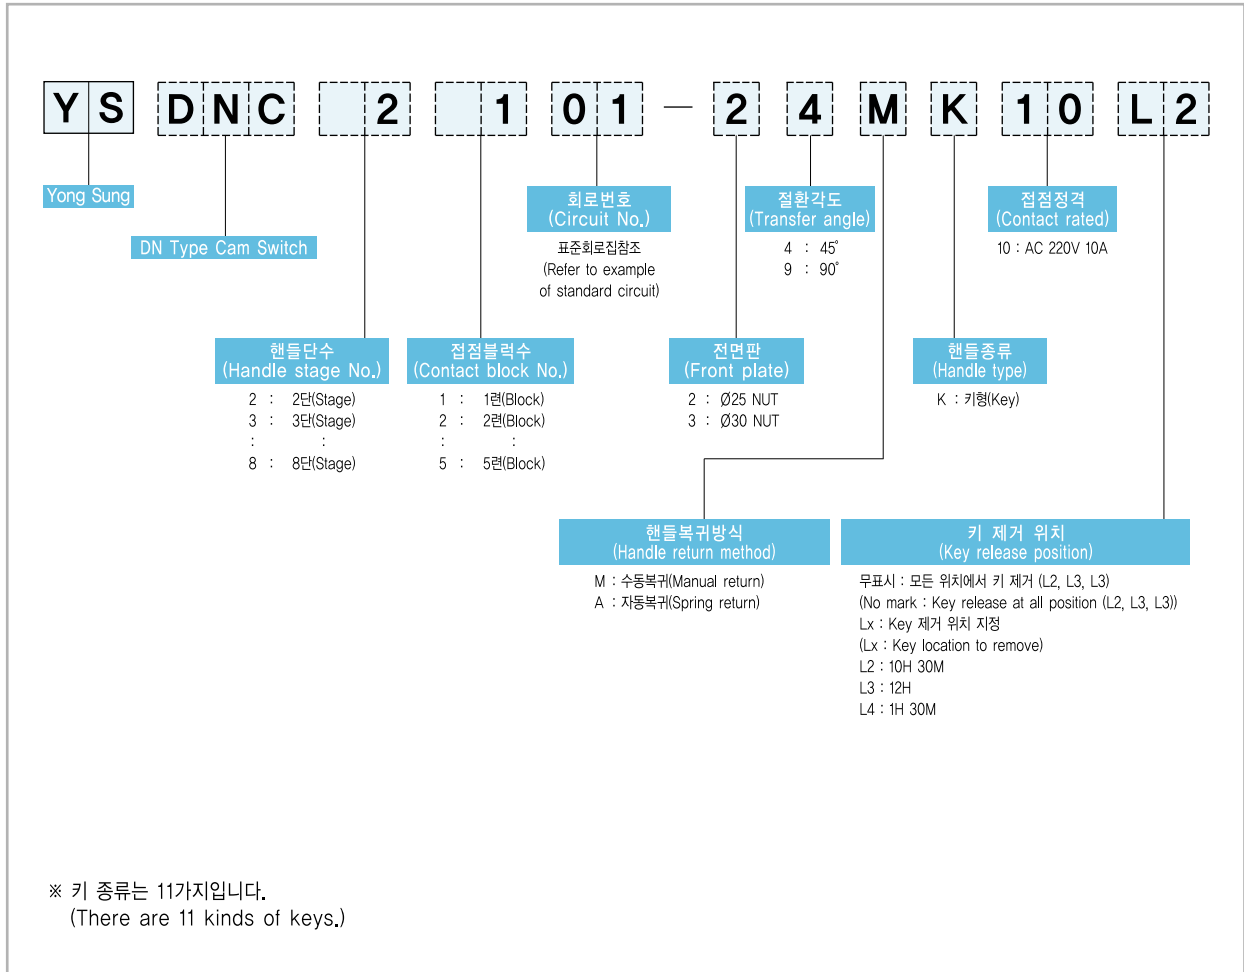 YS DNC 2 1 01 — 2 4 M K 10 L2
Yong Sung
DN Type Cam Switch
회로번호
(Circuit No.)
표준회로집참조
(Refer to example
of standard circuit)
절환각도
(Transfer angle)
4 : 45°
9 : 90°
접점정격
(Contact rated)
10 : AC 220V 10A
핸들단수
(Handle stage No.)
2 : 2단(Stage)
3 : 3단(Stage)
: :
8 : 8단(Stage)
접점블럭수
(Contact block No.)
1 : 1련(Block)
2 : 2련(Block)
: :
5 : 5련(Block)
전면판
(Front plate)
2 : Ø25 NUT
3 : Ø30 NUT
핸들종류
(Handle type)
K : 키형(Key)
핸들복귀방식
(Handle return method)
M : 수동복귀(Manual return)
A : 자동복귀(Spring return)
키 제거 위치
(Key release position)
무표시 : 모든 위치에서 키 제거 (L2, L3, L3)
(No mark : Key release at all position (L2, L3, L3))
Lx : Key 제거 위치 지정
(Lx : Key location to remove)
L2 : 10H 30M
L3 : 12H
L4 : 1H 30M
※ 키 종류는 11가지입니다.
(There are 11 kinds of keys.)